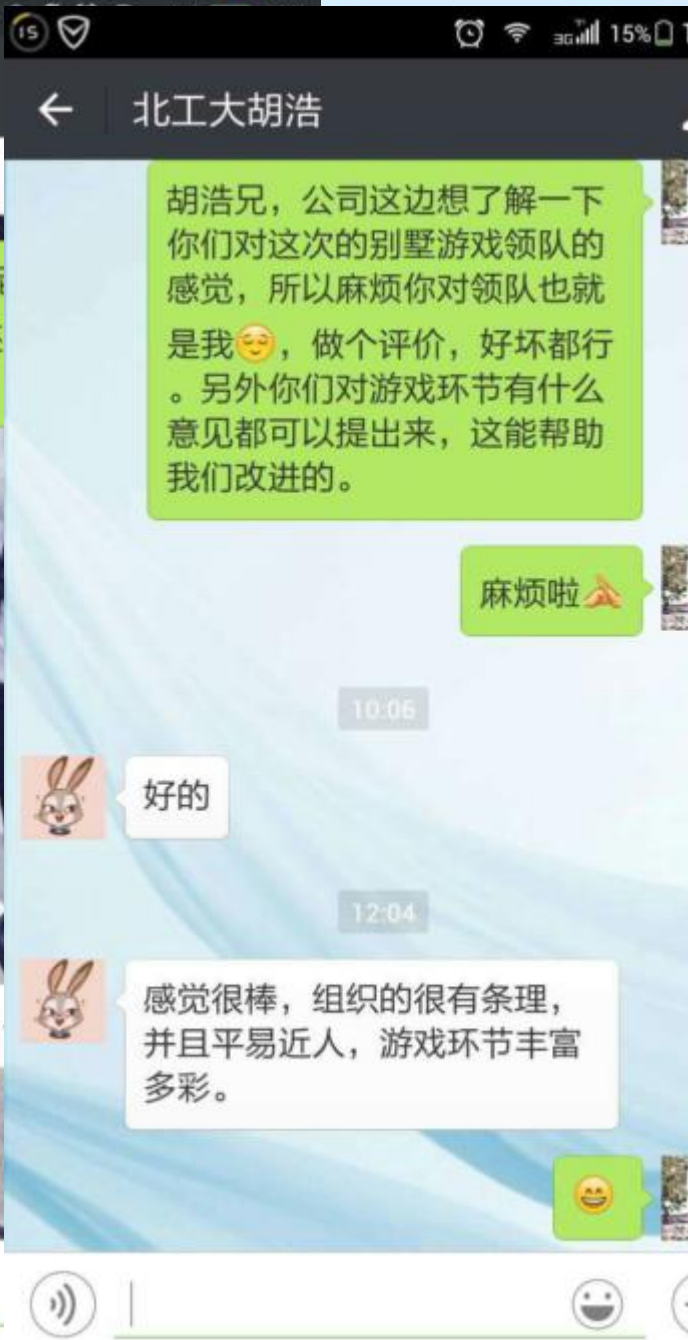 15
3G 15%
北工大胡浩
胡浩兄，公司这边想了解一下
你们对这次的别墅游戏领队的
感觉，所以麻烦你对领队也就
是我😌，做个评价，好坏都行
。另外你们对游戏环节有什么
意见都可以提出来，这能帮助
我们改进的。
麻烦啦🙏
10:06
好的
12:04
感觉很棒，组织的很有条理，
并且平易近人，游戏环节丰富
多彩。
😄